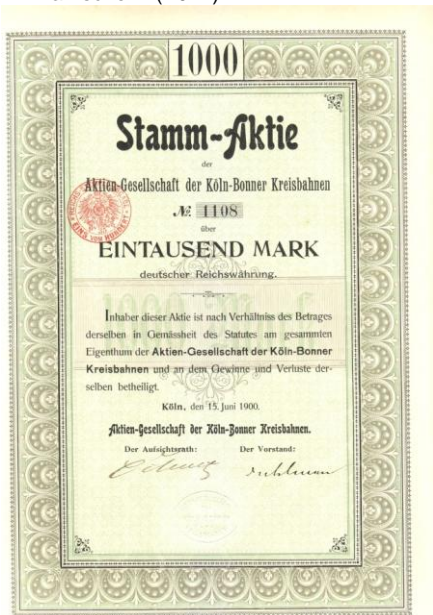 1000
Stamm-Aktie
der
Aktien-Gesellschaft der Köln-Bonner Kreisbahnen
№ 1108
über
EINTAUSEND MARK
deutscher Reichswährung.
Inhaber dieser Aktie ist nach Verhältniss des Betrages
derselben in Gemässheit des Statutes am gesammten
Eigenthum der Aktien-Gesellschaft der Köln-Bonner
Kreisbahnen und an dem Gewinne und Verluste der-
selben betheiligt.
Köln, den 15. Juni 1900.
Aktien-Gesellschaft der Köln-Bonner Kreisbahnen.
Der Aufsichtsrath: Der Vorstand: